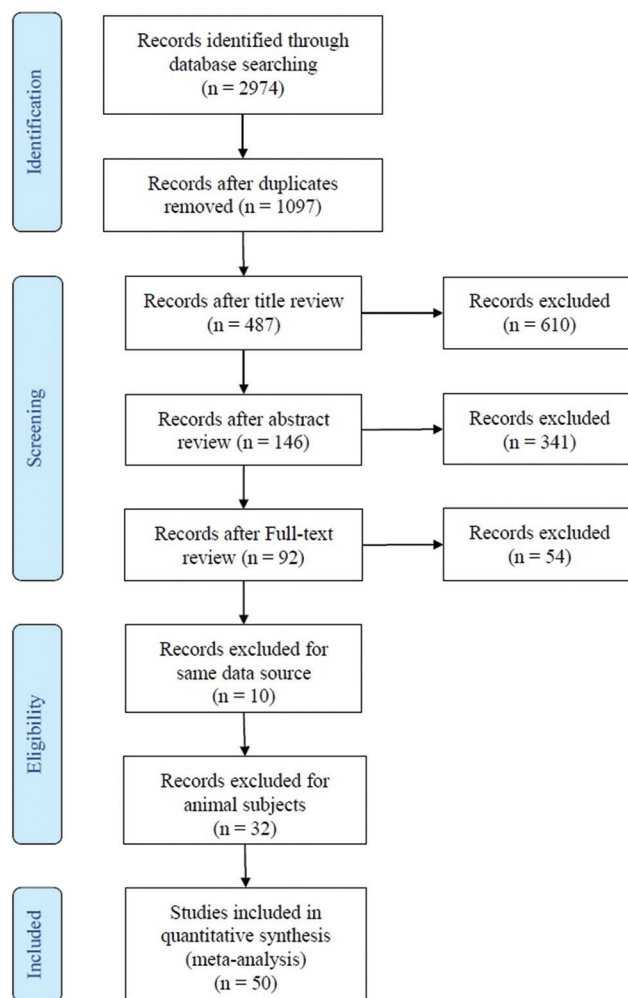 Identification
Records identified through
database searching
(n = 2974)
Records after duplicates
removed (n = 1097)
Screening
Records after title review
(n = 487)
Records excluded
(n = 610)
Records after abstract
review (n = 146)
Records excluded
(n = 341)
Records after Full-text
review (n = 92)
Records excluded
(n = 54)
Eligibility
Records excluded for
same data source
(n = 10)
Records excluded for
animal subjects
(n = 32)
Included
Studies included in
quantitative synthesis
(meta-analysis)
(n = 50)